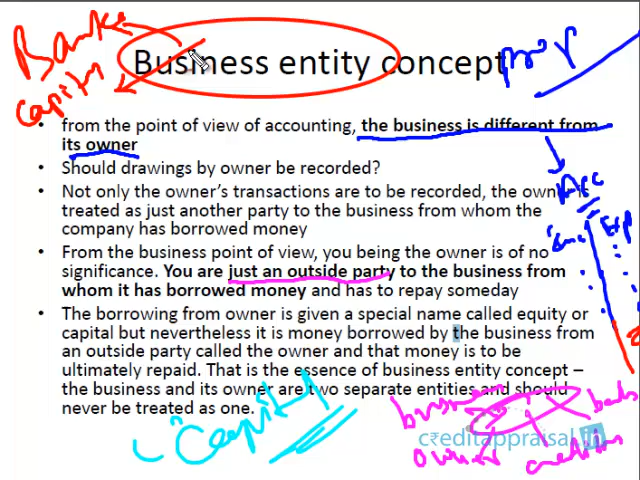 Business entity concept
Banke
Capity
• from the point of view of accounting, the business is different from
its owner
• Should drawings by owner be recorded?
• Not only the owner's transactions are to be recorded, the owner is
treated as just another party to the business from whom the
company has borrowed money
• From the business point of view, you being the owner is of no
significance. You are just an outside party to the business from
whom it has borrowed money and has to repay someday
• The borrowing from owner is given a special name called equity or
capital but nevertheless it is money borrowed by the business from
an outside party called the owner and that money is to be
ultimately repaid. That is the essence of business entity concept –
the business and its owner are two separate entities and should
never be treated as one.
creditappraisal.in